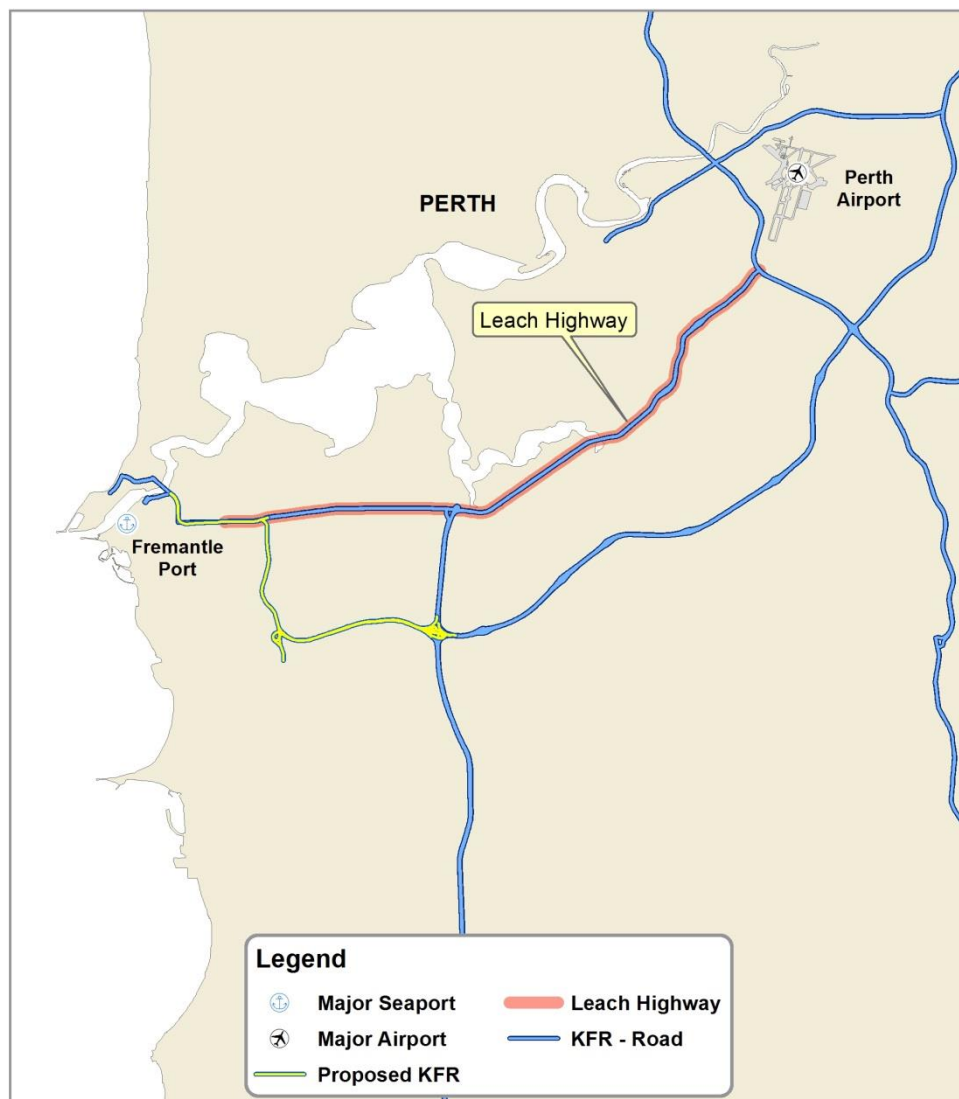 PERTH
Perth
Airport
Leach Highway
Fremantle
Port
Legend
Major Seaport
Leach Highway
Major Airport
KFR - Road
Proposed KFR